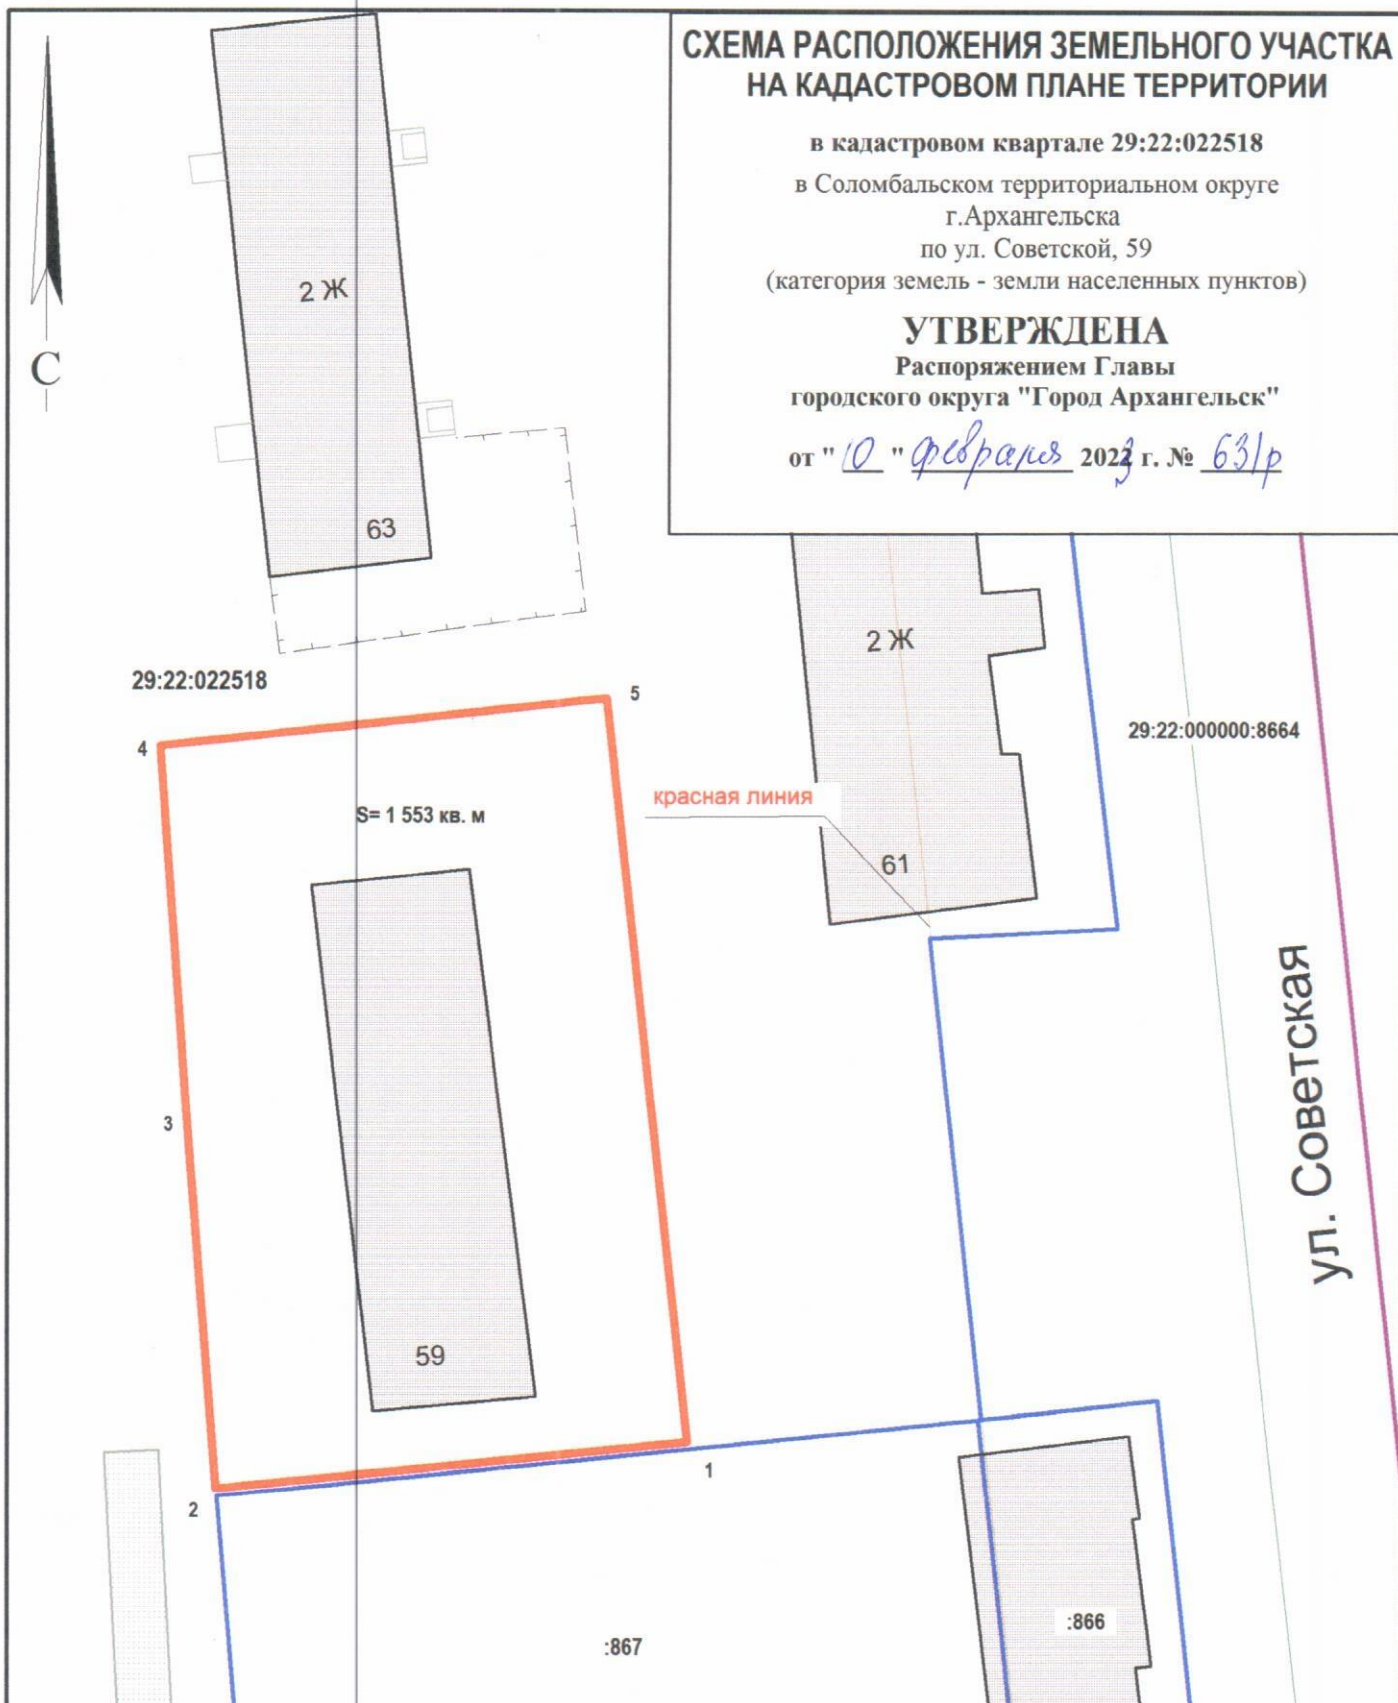 СХЕМА РАСПОЛОЖЕНИЯ ЗЕМЕЛЬНОГО УЧАСТКА
НА КАДАСТРОВОМ ПЛАНЕ ТЕРРИТОРИИ
в кадастровом квартале 29:22:022518
в Соломбальском территориальном округе
г.Архангельска
по ул. Советской, 59
(категория земель - земли населенных пунктов)
УТВЕРЖДЕНА
Распоряжением Главы
городского округа "Город Архангельск"
от "10" февраля 2023 г. № 631р
С
2 Ж
63
2 Ж
29:22:022518
5
29:22:000000:8664
4
красная линия
S= 1 553 кв. м
61
ул. Советская
3
59
1
2
:866
:867